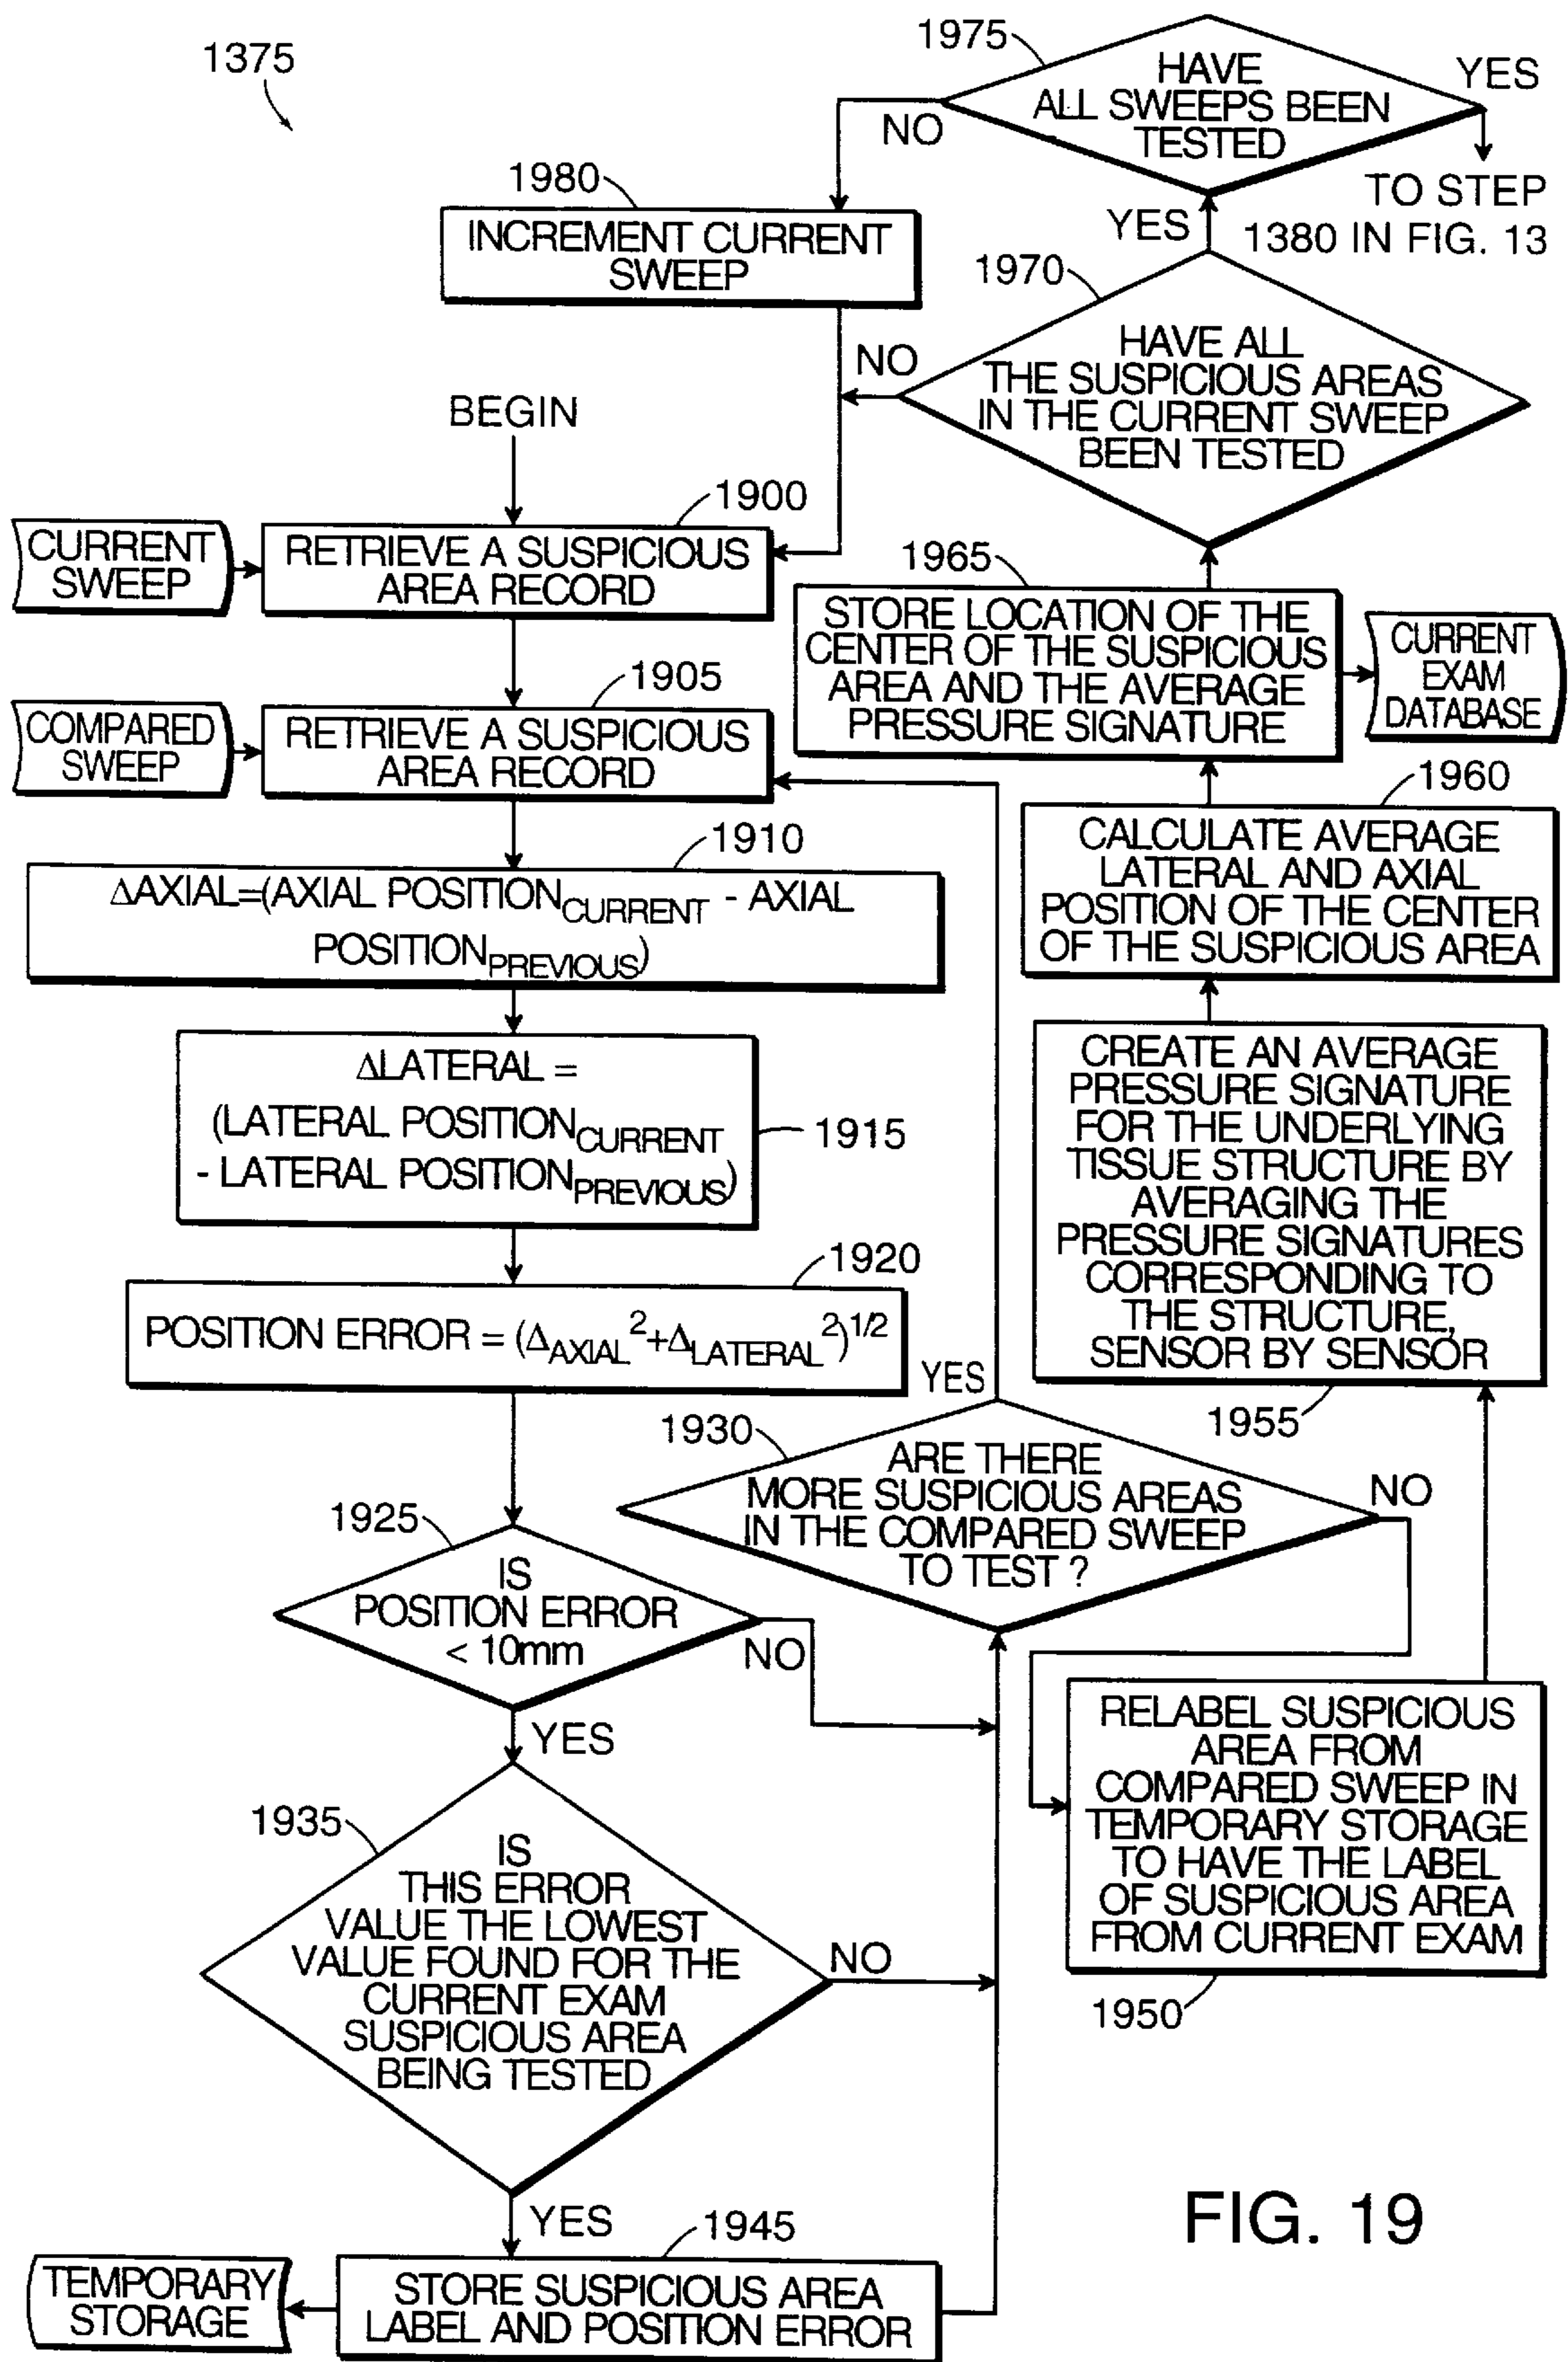 1375
1975
HAVE
ALL SWEEPS BEEN
TESTED
YES
NO
TO STEP
1380 IN FIG. 13
1980
INCREMENT CURRENT
SWEEP
YES
1970
HAVE ALL
THE SUSPICIOUS AREAS
IN THE CURRENT SWEEP
BEEN TESTED
NO
BEGIN
1900
CURRENT
SWEEP
RETRIEVE A SUSPICIOUS
AREA RECORD
1905
COMPARED
SWEEP
RETRIEVE A SUSPICIOUS
AREA RECORD
1910
ΔAXIAL=(AXIAL POSITION_CURRENT - AXIAL
POSITION_PREVIOUS)
ΔLATERAL =
(LATERAL POSITION_CURRENT
- LATERAL POSITION_PREVIOUS)
1915
1920
POSITION ERROR = (Δ_AXIAL^2+Δ_LATERAL^2)^1/2
1925
IS
POSITION ERROR
< 10mm
NO
YES
1935
IS
THIS ERROR
VALUE THE LOWEST
VALUE FOUND FOR THE
CURRENT EXAM
SUSPICIOUS AREA
BEING TESTED
NO
YES
1945
STORE SUSPICIOUS AREA
LABEL AND POSITION ERROR
TEMPORARY
STORAGE
YES
1930
ARE THERE
MORE SUSPICIOUS AREAS
IN THE COMPARED SWEEP
TO TEST ?
NO
RELABEL SUSPICIOUS
AREA FROM
COMPARED SWEEP IN
TEMPORARY STORAGE
TO HAVE THE LABEL
OF SUSPICIOUS AREA
FROM CURRENT EXAM
1950
CREATE AN AVERAGE
PRESSURE SIGNATURE
FOR THE UNDERLYING
TISSUE STRUCTURE BY
AVERAGING THE
PRESSURE SIGNATURES
CORRESPONDING TO
THE STRUCTURE,
SENSOR BY SENSOR
1955
1960
CALCULATE AVERAGE
LATERAL AND AXIAL
POSITION OF THE CENTER
OF THE SUSPICIOUS AREA
1965
STORE LOCATION OF THE
CENTER OF THE SUSPICIOUS
AREA AND THE AVERAGE
PRESSURE SIGNATURE
CURRENT
EXAM
DATABASE
FIG. 19